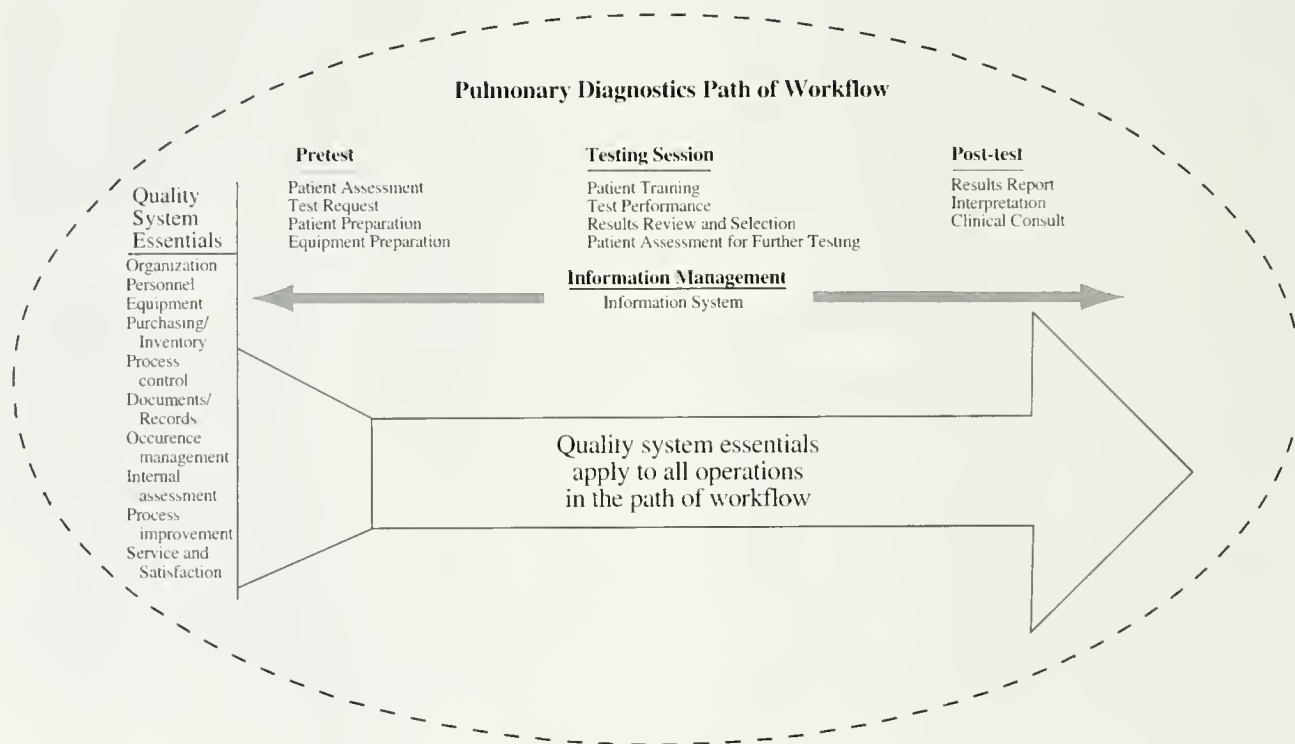 Pulmonary Diagnostics Path of Workflow
Quality
System
Essentials
Organization
Personnel
Equipment
Purchasing/
Inventory
Process
control
Documents/
Records
Occurence
management
Internal
assessment
Process
improvement
Service and
Satisfaction
Pretest
Patient Assessment
Test Request
Patient Preparation
Equipment Preparation
Testing Session
Patient Training
Test Performance
Results Review and Selection
Patient Assessment for Further Testing
Post-test
Results Report
Interpretation
Clinical Consult
Information Management
Information System
Quality system essentials
apply to all operations
in the path of workflow